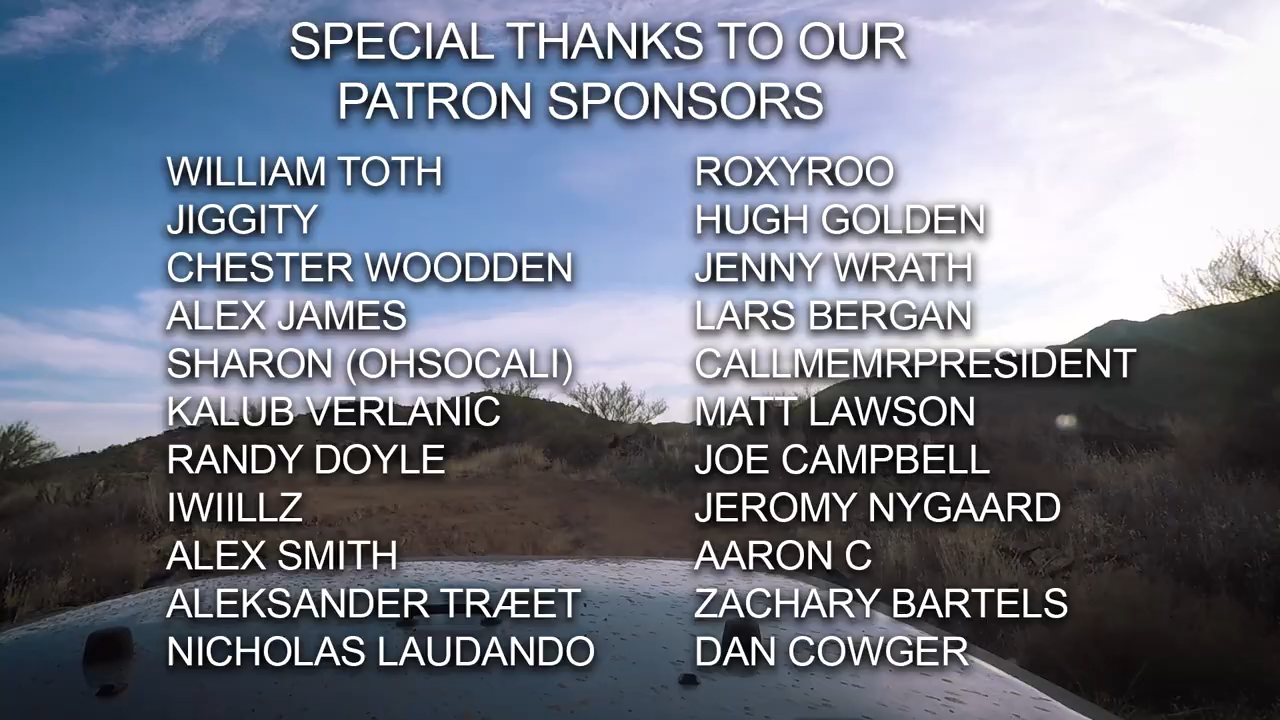 SPECIAL THANKS TO OUR
PATRON SPONSORS
WILLIAM TOTH
JIGGITY
CHESTER WOODDEN
ALEX JAMES
SHARON (OHSOCALI)
KALUB VERLANIC
RANDY DOYLE
IWIILLZ
ALEX SMITH
ALEKSANDER TRÆET
NICHOLAS LAUDANDO
ROXYROO
HUGH GOLDEN
JENNY WRATH
LARS BERGAN
CALLMEMRPRESIDENT
MATT LAWSON
JOE CAMPBELL
JEROMY NYGAARD
AARON C
ZACHARY BARTELS
DAN COWGER